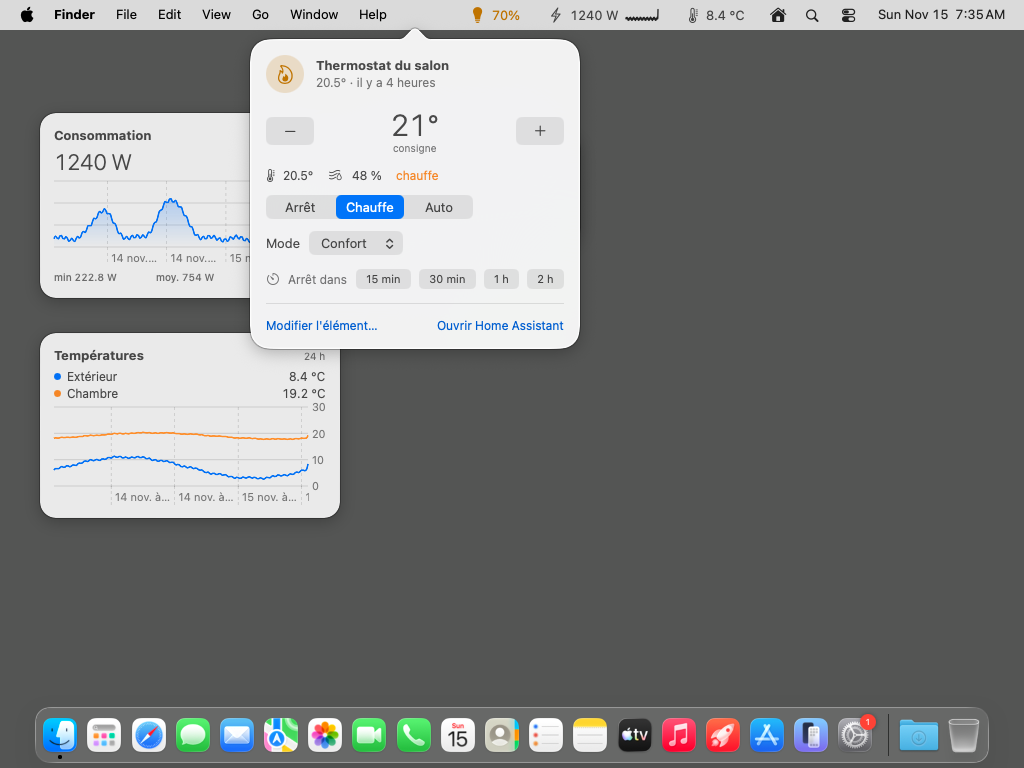 Finder File Edit View Go Window Help 70% 1240 W 8.4 °C Sun Nov 15 7:35 AM
Thermostat du salon
20.5° · il y a 4 heures
− 21° +
consigne
20.5° 48 % chauffe
Arrêt Chauffe Auto
Mode Confort
Arrêt dans 15 min 30 min 1 h 2 h
Modifier l'élément... Ouvrir Home Assistant
Consommation
1240 W
14 nov.... 14 nov.... 15 n
min 222.8 W moy. 754 W
Températures 24 h
Extérieur 8.4 °C
Chambre 19.2 °C
30
20
10
0
14 nov. à... 14 nov. à... 15 nov. à... 1
Sun
15
tv
1